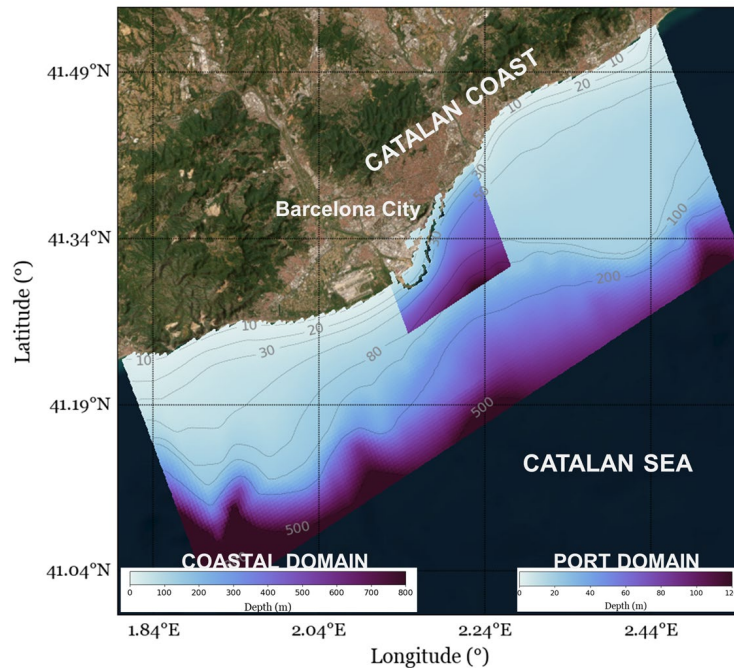 CATALAN COAST
Barcelona City
CATALAN SEA
41.49°N
41.34°N
41.19°N
41.04°N
Latitude (°)
10
20
10
30
100
200
10
20
30
80
10
500
500
COASTAL DOMAIN
0 100 200 300 400 500 600 700 800
Depth (m)
PORT DOMAIN
0 20 40 60 80 100
Depth (m)
1.84°E 2.04°E 2.24°E 2.44°E
Longitude (°)